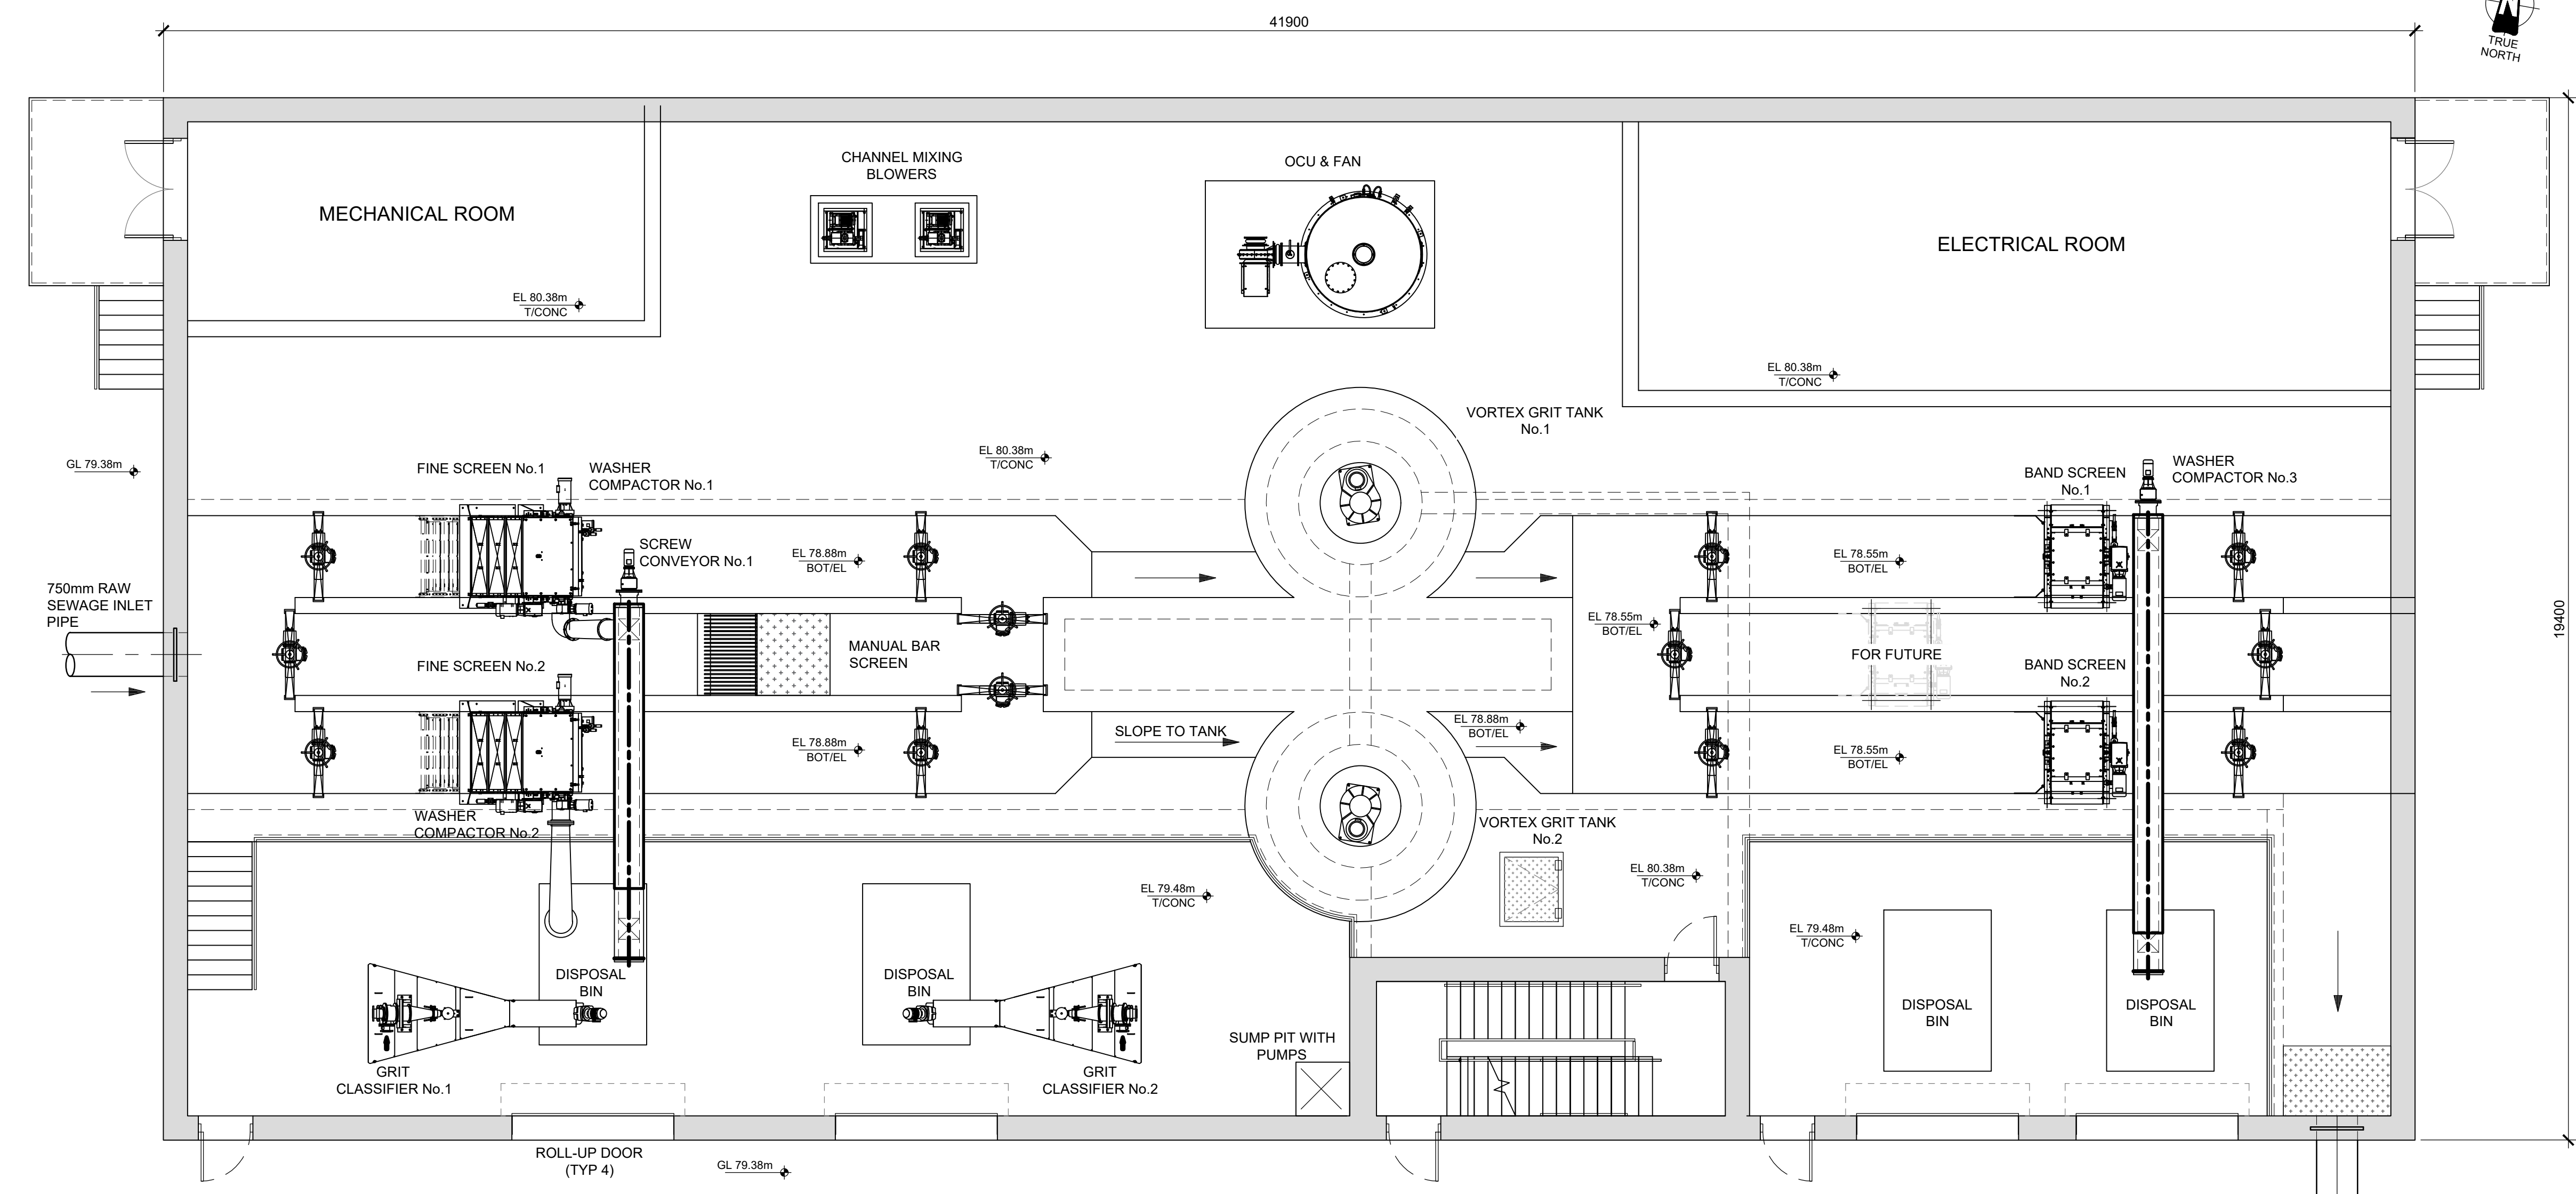 41900
N
TRUE
NORTH
CHANNEL MIXING
BLOWERS
OCU & FAN
MECHANICAL ROOM
ELECTRICAL ROOM
EL 80.38m
T/CONC
EL 80.38m
T/CONC
VORTEX GRIT TANK
No.1
GL 79.38m
FINE SCREEN No.1
WASHER
COMPACTOR No.1
EL 80.38m
T/CONC
BAND SCREEN
No.1
WASHER
COMPACTOR No.3
SCREW
CONVEYOR No.1
EL 78.88m
BOT/EL
EL 78.55m
BOT/EL
750mm RAW
SEWAGE INLET
PIPE
EL 78.55m
BOT/EL
19400
FINE SCREEN No.2
MANUAL BAR
SCREEN
FOR FUTURE
BAND SCREEN
No.2
SLOPE TO TANK
EL 78.88m
BOT/EL
EL 78.88m
BOT/EL
EL 78.55m
BOT/EL
WASHER
COMPACTOR No.2
VORTEX GRIT TANK
No.2
EL 79.48m
T/CONC
EL 80.38m
T/CONC
EL 79.48m
T/CONC
DISPOSAL
BIN
DISPOSAL
BIN
DISPOSAL
BIN
DISPOSAL
BIN
SUMP PIT WITH
PUMPS
GRIT
CLASSIFIER No.1
GRIT
CLASSIFIER No.2
ROLL-UP DOOR
(TYP 4)
GL 79.38m